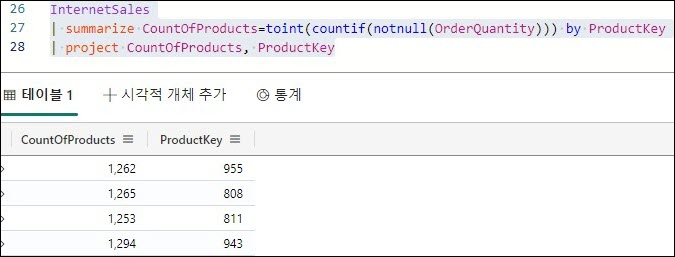 26 InternetSales
27 | summarize CountOfProducts=toint(countif(notnull(OrderQuantity))) by ProductKey
28 | project CountOfProducts, ProductKey
테이블 1 시각적 개체 추가 통계
CountOfProducts ProductKey
1,262 955
1,265 808
1,253 811
1,294 943